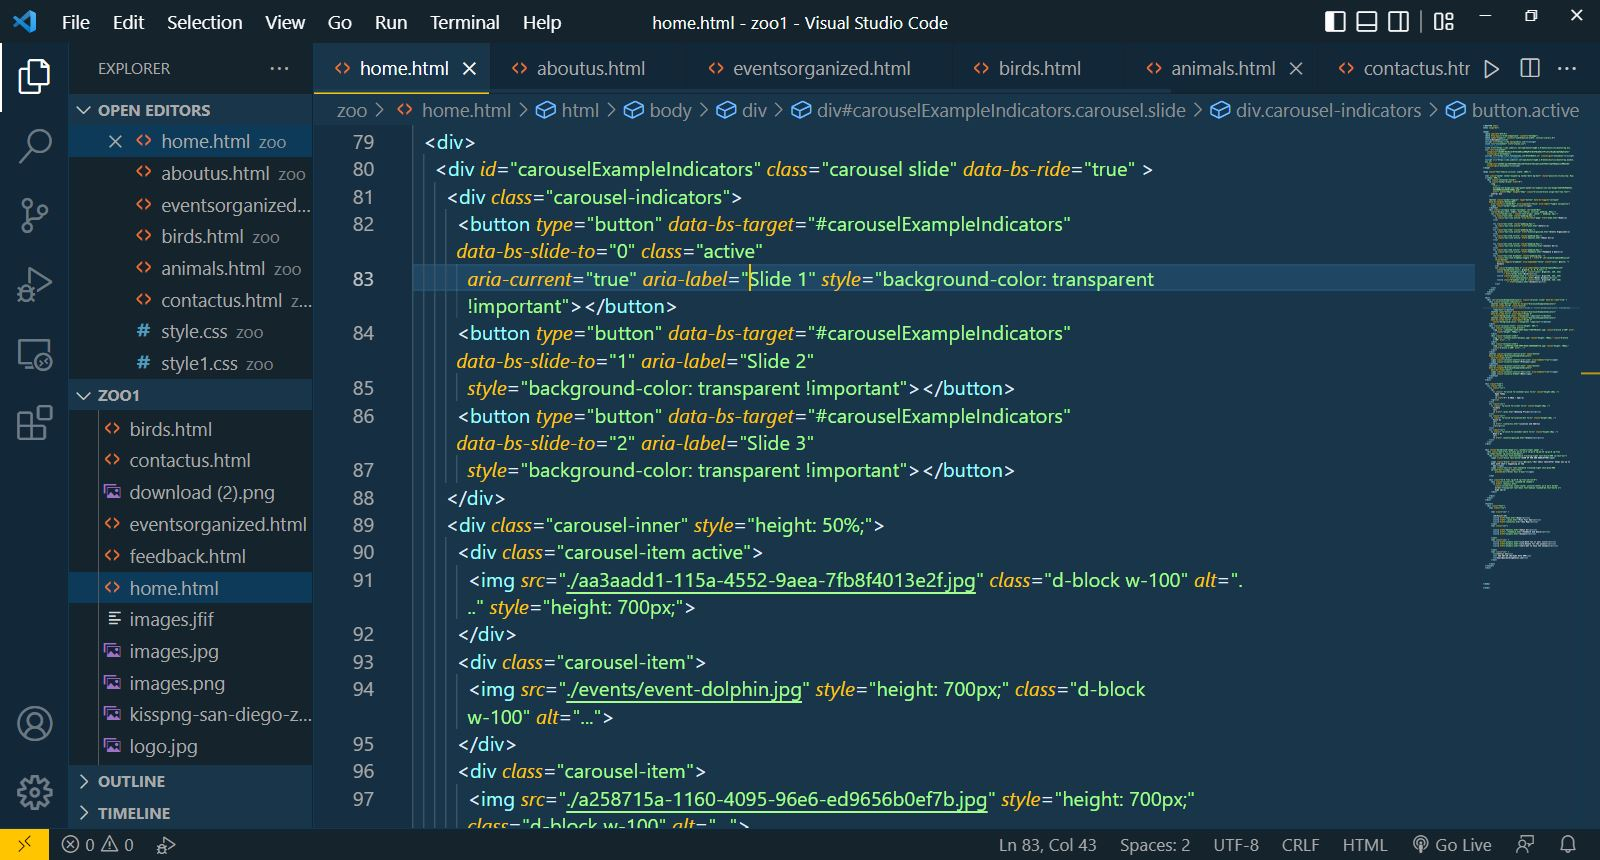 File Edit Selection View Go Run Terminal Help
home.html - zoo1 - Visual Studio Code
EXPLORER
home.html
aboutus.html
eventsorganized.html
birds.html
animals.html
contactus.htr
zoo > home.html > html > body > div > div#carouselExampleIndicators.carousel.slide > div.carousel-indicators > button.active
OPEN EDITORS
home.html zoo
aboutus.html zoo
eventsorganized...
birds.html zoo
animals.html zoo
contactus.html z...
style.css zoo
style1.css zoo
ZOO1
birds.html
contactus.html
download (2).png
eventsorganized.html
feedback.html
home.html
images.jfif
images.jpg
images.png
kisspng-san-diego-z...
logo.jpg
OUTLINE
TIMELINE
79 <div>
80 <div id="carouselExampleIndicators" class="carousel slide" data-bs-ride="true" >
81 <div class="carousel-indicators">
82 <button type="button" data-bs-target="#carouselExampleIndicators"
data-bs-slide-to="0" class="active"
83 aria-current="true" aria-label="Slide 1" style="background-color: transparent
!important"></button>
84 <button type="button" data-bs-target="#carouselExampleIndicators"
data-bs-slide-to="1" aria-label="Slide 2"
85 style="background-color: transparent !important"></button>
86 <button type="button" data-bs-target="#carouselExampleIndicators"
data-bs-slide-to="2" aria-label="Slide 3"
87 style="background-color: transparent !important"></button>
88 </div>
89 <div class="carousel-inner" style="height: 50%;">
90 <div class="carousel-item active">
91 <img src="./aa3aadd1-115a-4552-9aea-7fb8f4013e2f.jpg" class="d-block w-100" alt=".
.." style="height: 700px;">
92 </div>
93 <div class="carousel-item">
94 <img src="./events/event-dolphin.jpg" style="height: 700px;" class="d-block
w-100" alt="...">
95 </div>
96 <div class="carousel-item">
97 <img src="./a258715a-1160-4095-96e6-ed9656b0ef7b.jpg" style="height: 700px;"
class="d-block w-100" alt="...">
0 0
Ln 83, Col 43 Spaces: 2 UTF-8 CRLF HTML Go Live